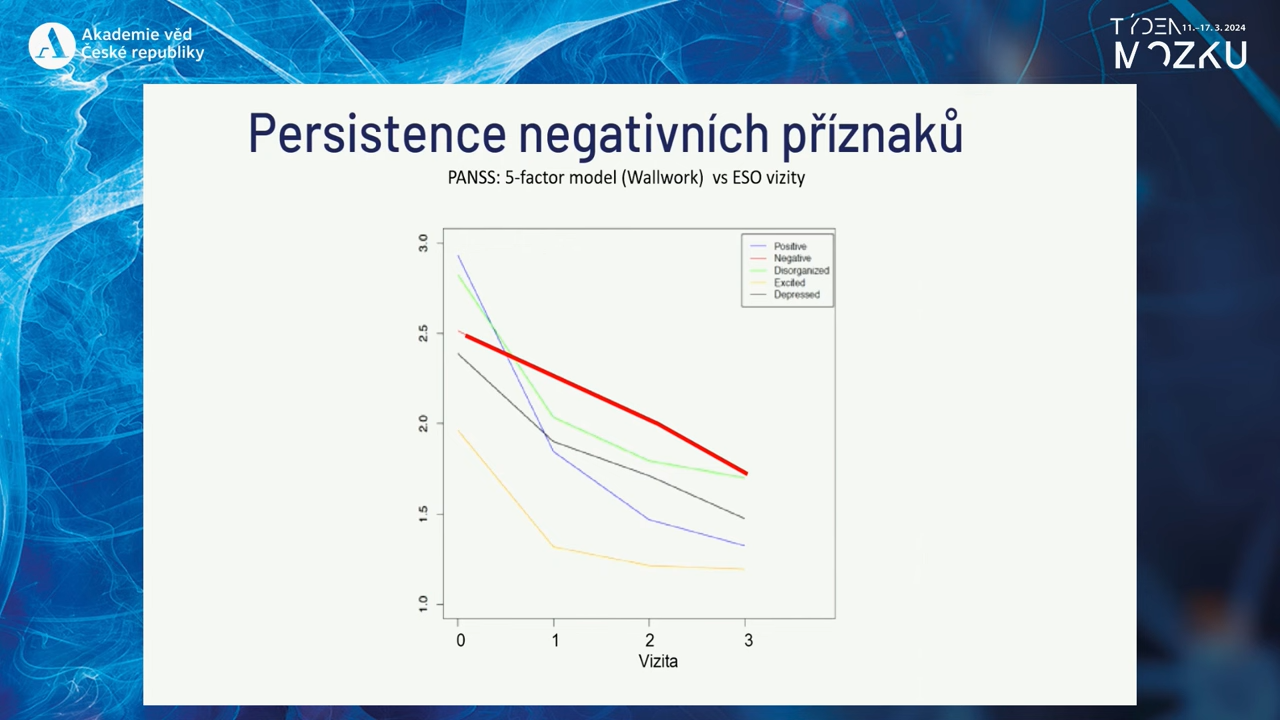 Akademie věd
České republiky
TÝDEN 11.–17. 3. 2024
MOZKU
Persistence negativních příznaků
PANSS: 5-factor model (Wallwork) vs ESO vizity
Positive
Negative
Disorganized
Excited
Depressed
3.0
2.5
2.0
1.5
1.0
0 1 2 3
Vizita